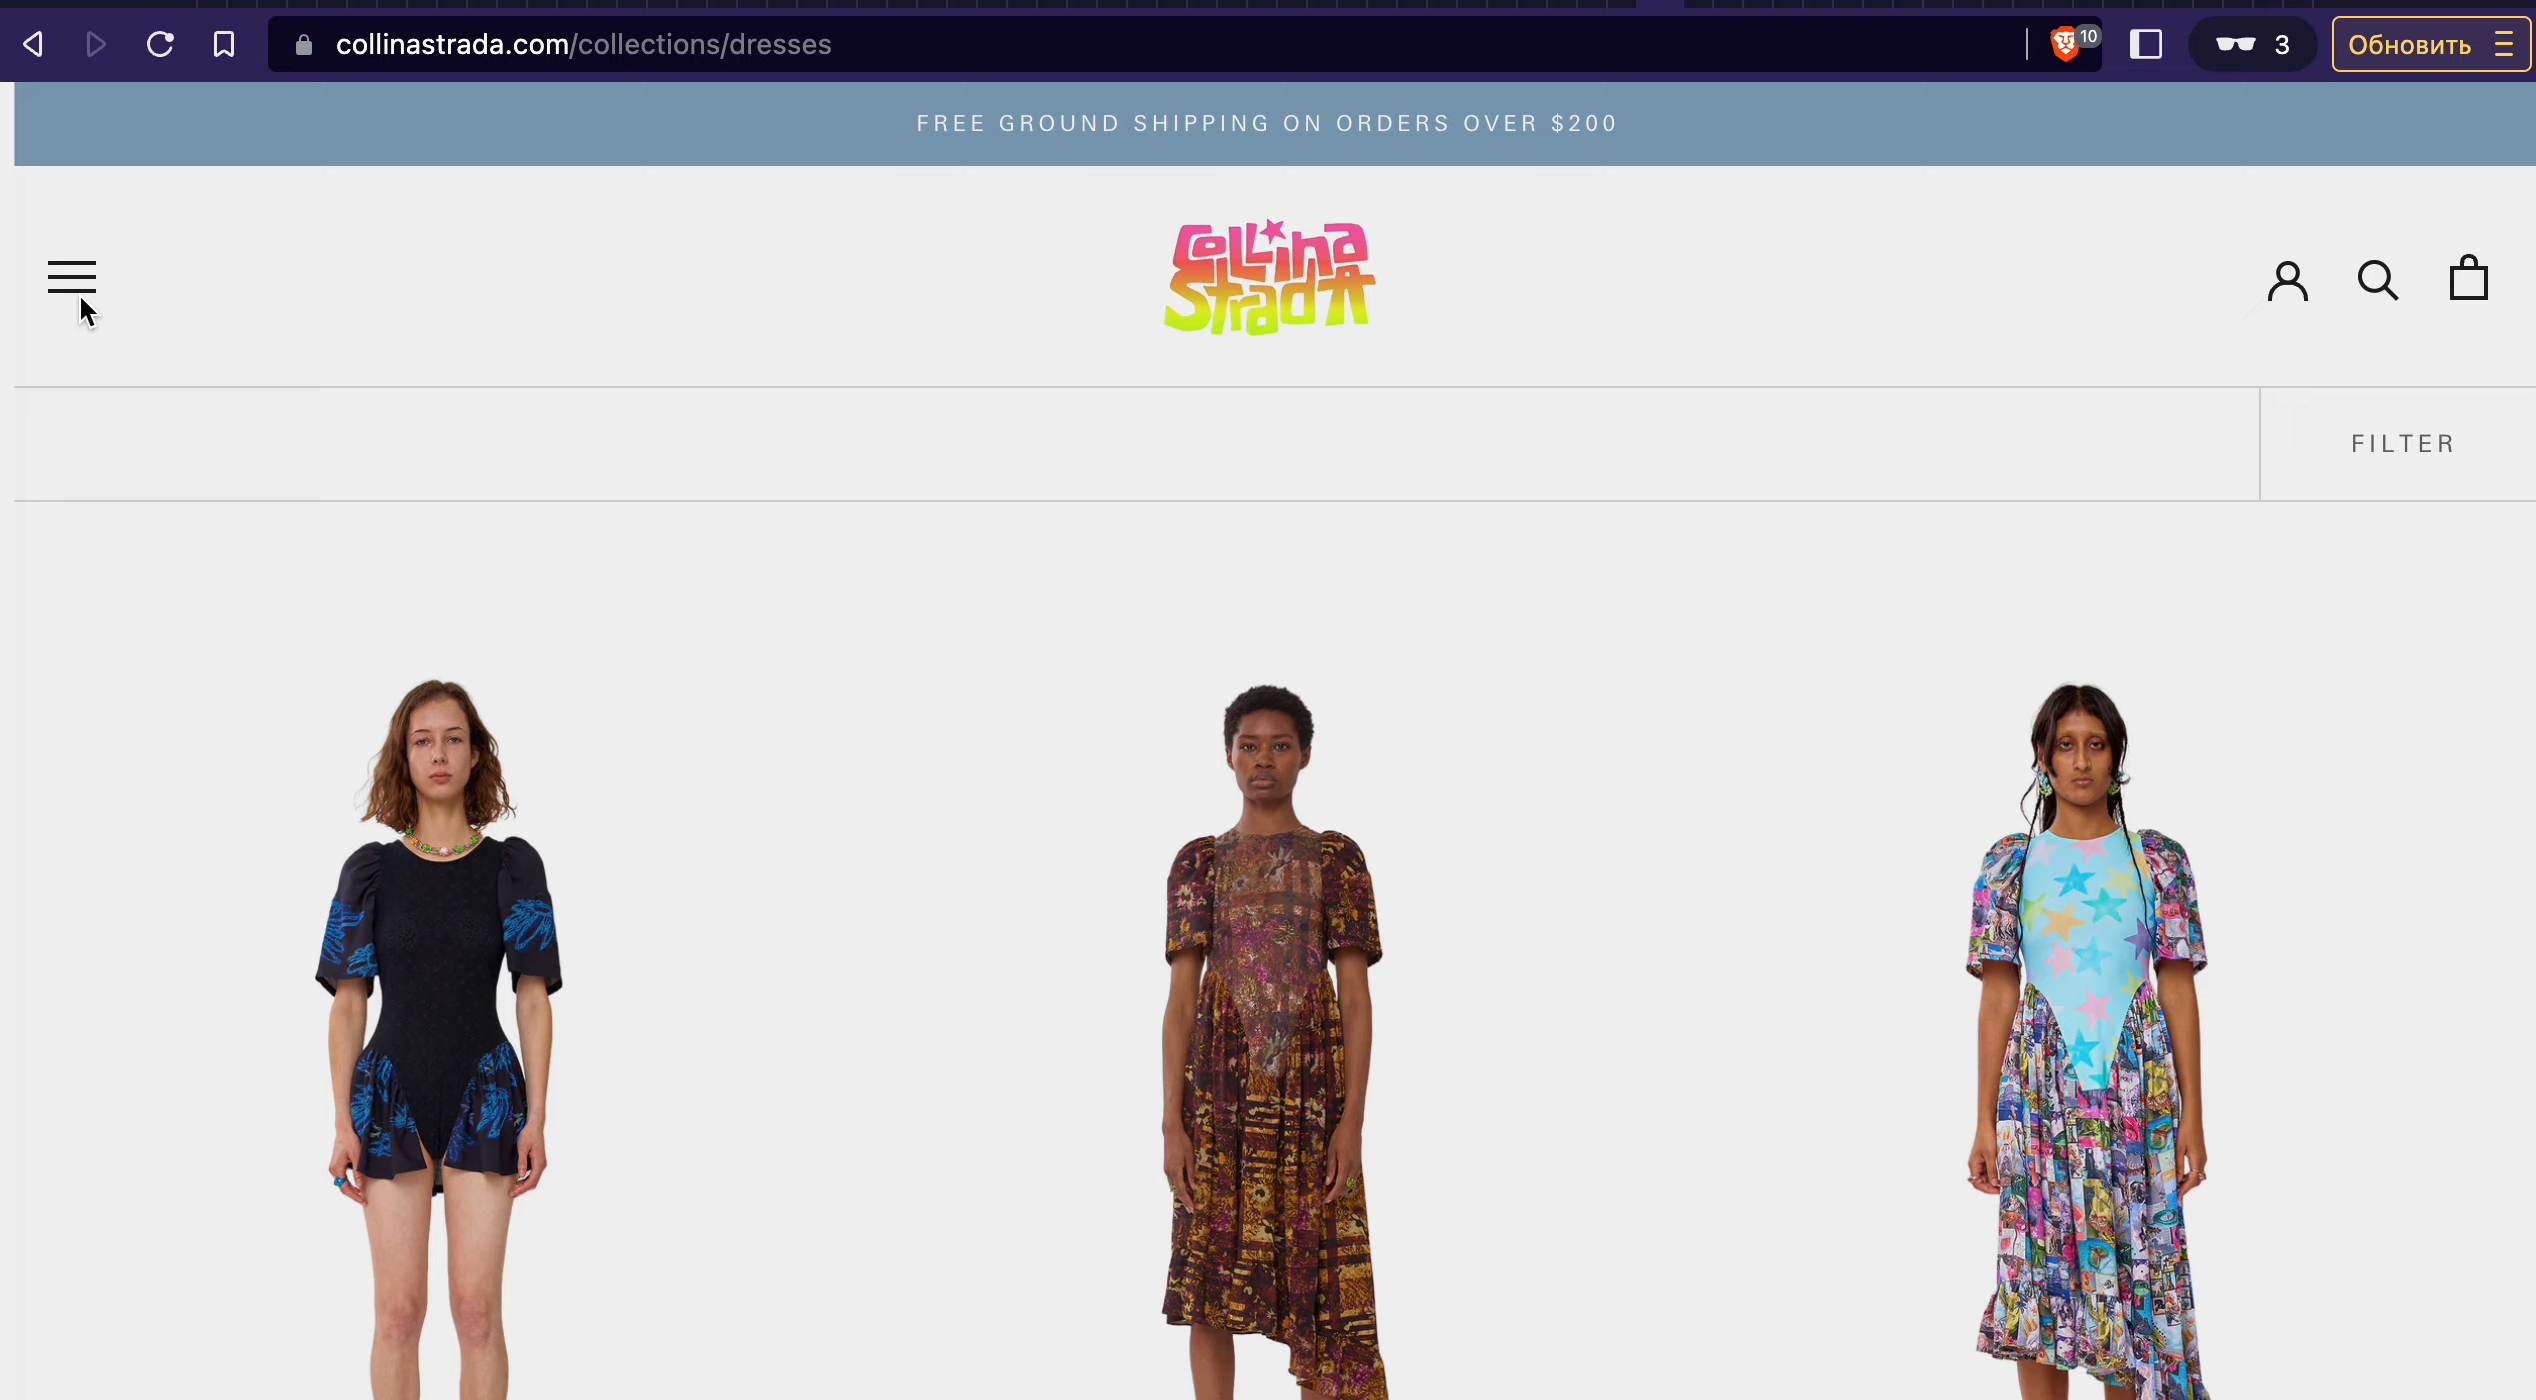 collinastrada.com/collections/dresses
10
3
Обновить
FREE GROUND SHIPPING ON ORDERS OVER $200
Collina
Strada
FILTER